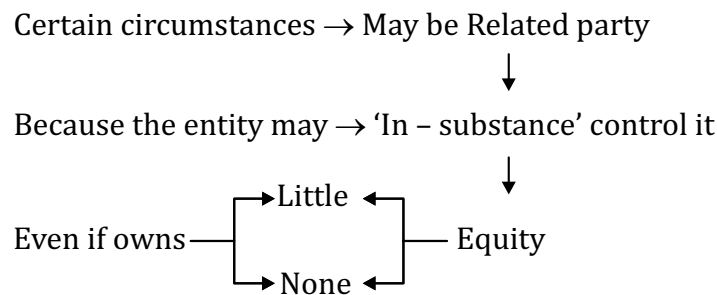 Certain circumstances → May be Related party
Because the entity may → ‘In – substance’ control it
Little
Even if owns Equity
None